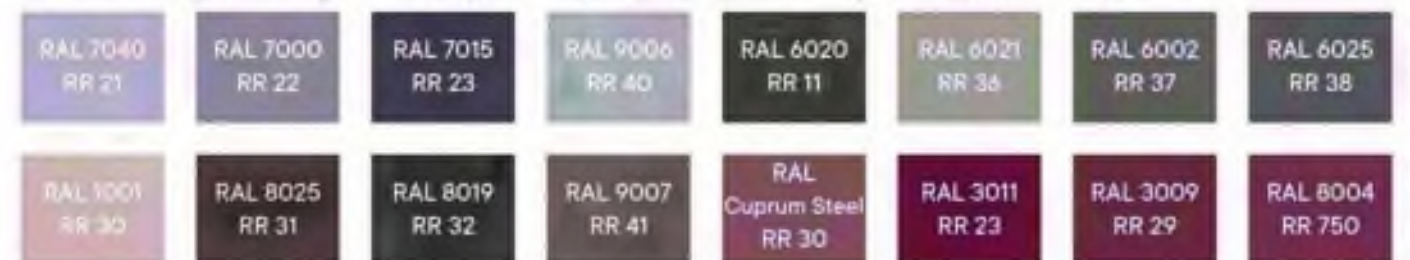 RAL 7040
RR 21
RAL 7000
RR 22
RAL 7015
RR 23
RAL 9006
RR 40
RAL 6020
RR 11
RAL 6021
RR 36
RAL 6002
RR 37
RAL 6025
RR 38
RAL 1001
RR 30
RAL 8025
RR 31
RAL 8019
RR 32
RAL 9007
RR 41
RAL
Cuprum Steel
RR 30
RAL 3011
RR 23
RAL 3009
RR 29
RAL 8004
RR 750